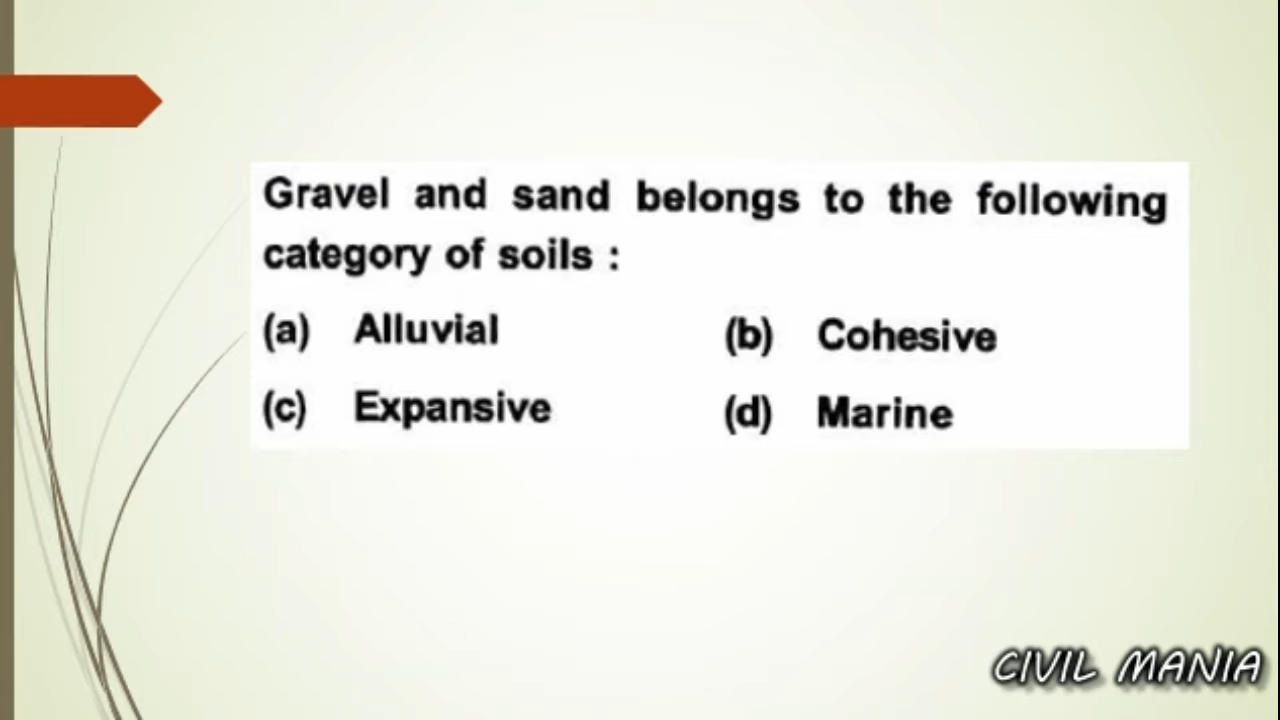 Gravel and sand belongs to the following
category of soils :
(a) Alluvial (b) Cohesive
(c) Expansive (d) Marine
CIVIL MANIA